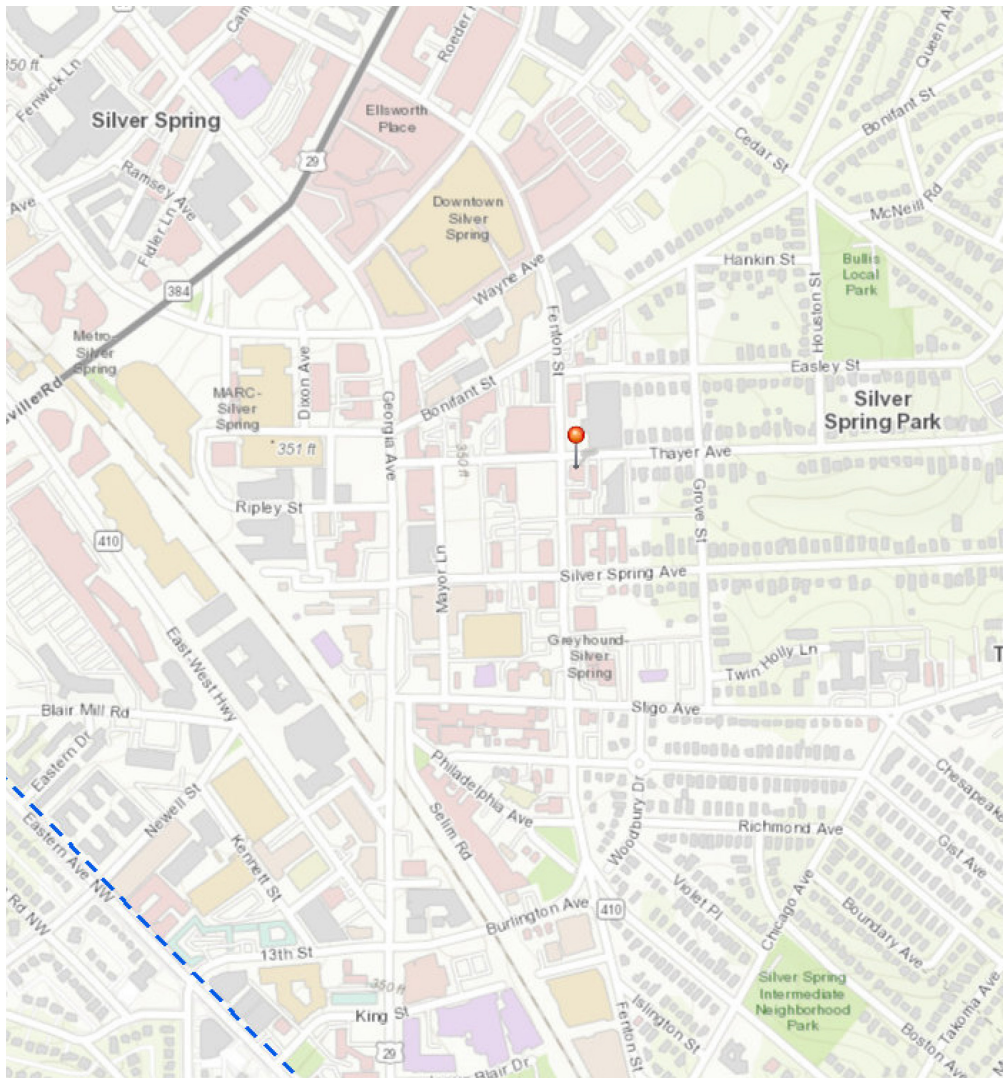 Cam
Roeder
Queen A
350 ft
Fenwick Ln
Silver Spring
Ellsworth
Place
29
Cedar St
Bonifant St
Ramsey Ave
Ave
Fidler Ln
Downtown
Silver
Spring
McNeill Rd
Wayne Ave
Hankin St
Bullis
Local
Park
Houston St
384
Fenton St
Metro-
Silver
Spring
ville Rd
Dixon Ave
MARC-
Silver
Spring
Georgia Ave
Bonifant St
Easley St
Silver
Spring Park
351 ft
350 ft
Thayer Ave
Ripley St
Grove St
410
Mayor Ln
Silver Spring Ave
East-West Hwy
Greyhound-
Silver
Spring
Twin Holly Ln
T
Blair Mill Rd
Sligo Ave
Eastern Dr
Newell St
Philadelphia Ave
Selim Rd
Woodbury Dr
Chesapeake
Richmond Ave
Gist Ave
Eastern Ave NW
Kennett St
Rd NW
Violet Pl
Chicago Ave
Boundary Ave
Burlington Ave
410
13th St
350 ft
Silver Spring
Intermediate
Neighborhood
Park
King St
Fenton St
Islington St
Takoma Ave
Boston Ave
29
Blair Dr